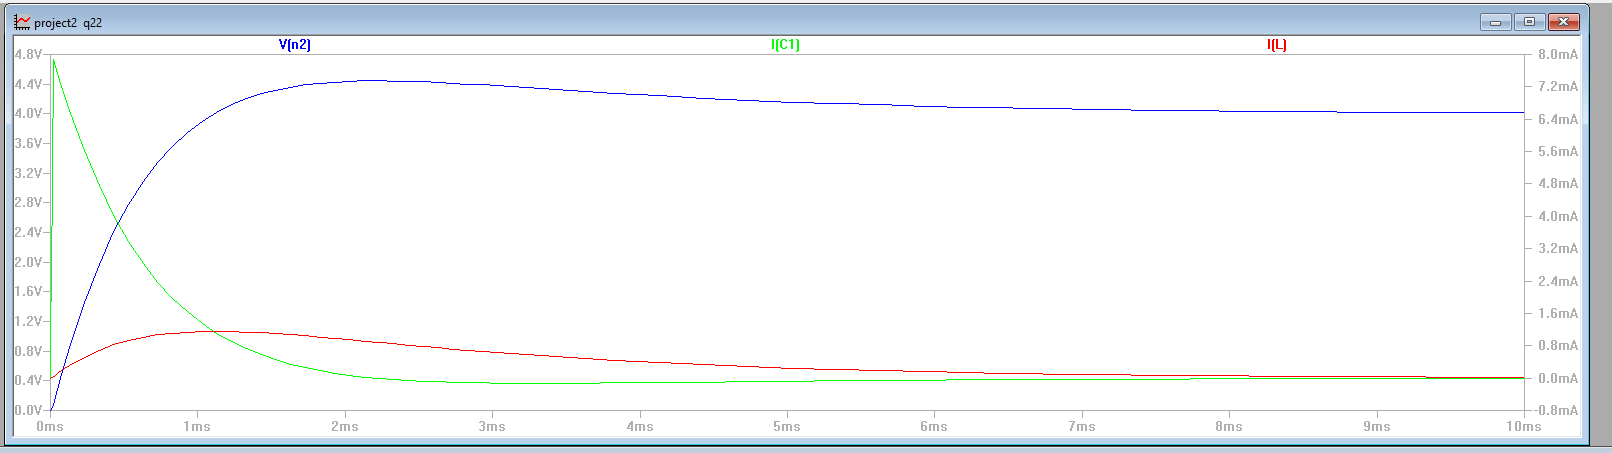 project2 q22
V(n2) I(C1) I(L)
4.8V 8.0mA
4.4V 7.2mA
4.0V 6.4mA
3.6V 5.6mA
3.2V 4.8mA
2.8V 4.0mA
2.4V 3.2mA
2.0V 2.4mA
1.6V 1.6mA
1.2V 0.8mA
0.8V 0.0mA
0.4V -0.8mA
0.0V
0ms 1ms 2ms 3ms 4ms 5ms 6ms 7ms 8ms 9ms 10ms